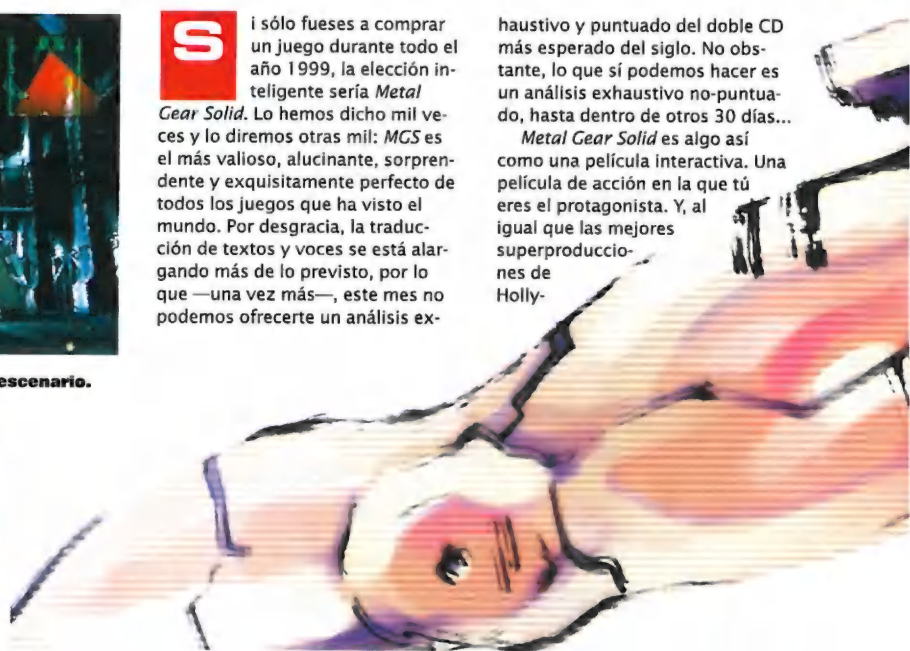 Si sólo fueses a comprar
un juego durante todo el
año 1999, la elección in-
teligente sería Metal
Gear Solid. Lo hemos dicho mil ve-
ces y lo diremos otras mil: MGS es
el más valioso, alucinante, sorpren-
dente y exquisitamente perfecto de
todos los juegos que ha visto el
mundo. Por desgracia, la traduc-
ción de textos y voces se está alar-
gando más de lo previsto, por lo
que —una vez más—, este mes no
podemos ofrecerte un análisis ex-
haustivo y puntuado del doble CD
más esperado del siglo. No obs-
tante, lo que sí podemos hacer es
un análisis exhaustivo no-puntua-
do, hasta dentro de otros 30 días...
Metal Gear Solid es algo así
como una película interactiva. Una
película de acción en la que tú
eres el protagonista. Y, al
igual que las mejores
superproduccio-
nes de
Holly-
escenario.